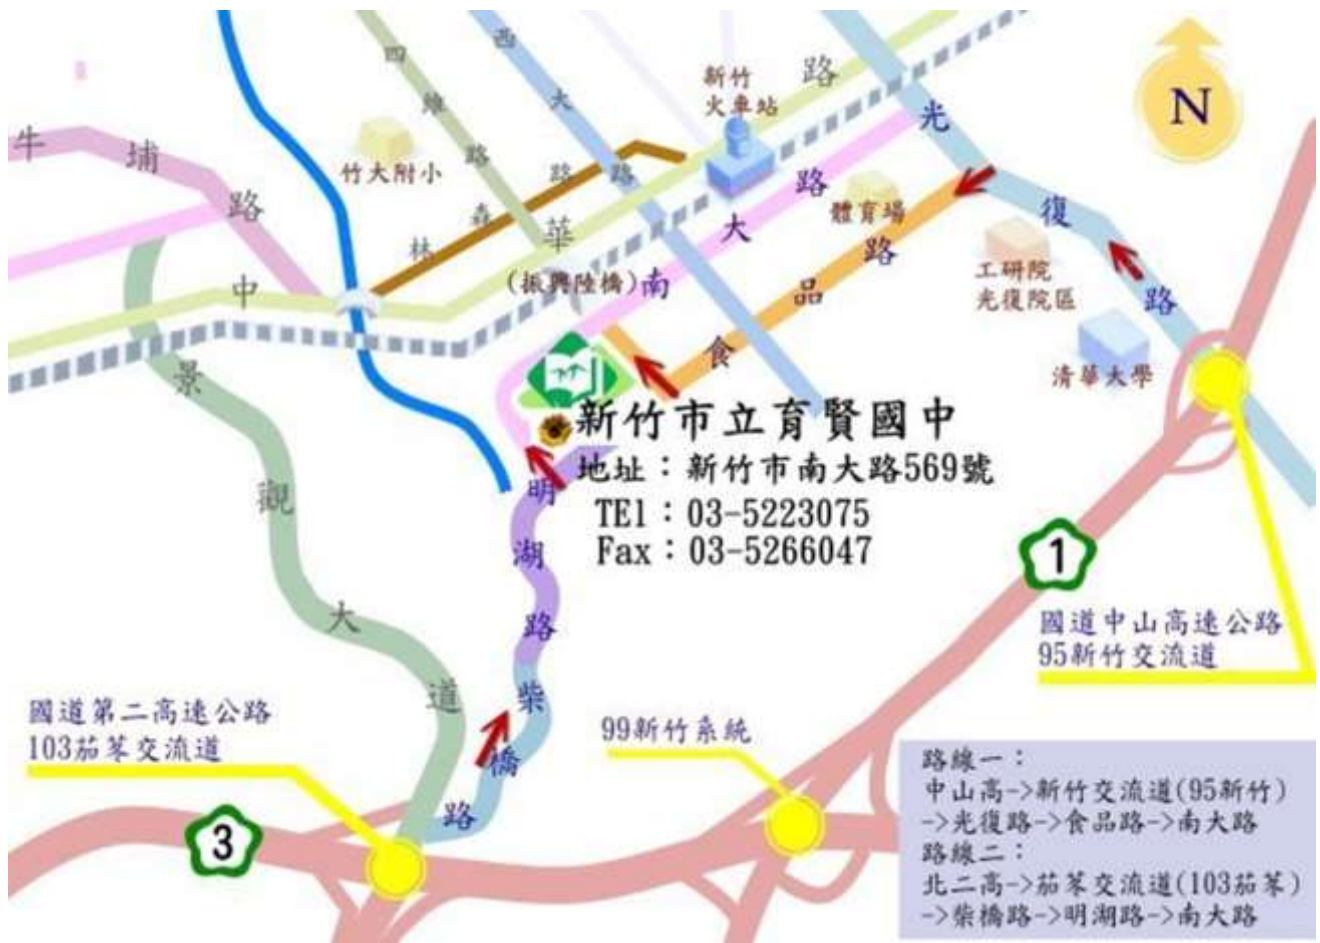 牛埔路
四維路
西大路
新竹
火車站
N
竹大附小
林森路
中華路
(振興陸橋)
南大路
體育場
食品路
光復路
工研院
光復院區
清華大學
景觀大道
新竹市立育賢國中
地址：新竹市南大路569號
TEl：03-5223075
Fax：03-5266047
明湖路
柴橋路
1
國道中山高速公路
95新竹交流道
國道第二高速公路
103茄苳交流道
99新竹系統
3
路線一：
中山高->新竹交流道(95新竹)
->光復路->食品路->南大路
路線二：
北二高->茄苳交流道(103茄苳)
->柴橋路->明湖路->南大路